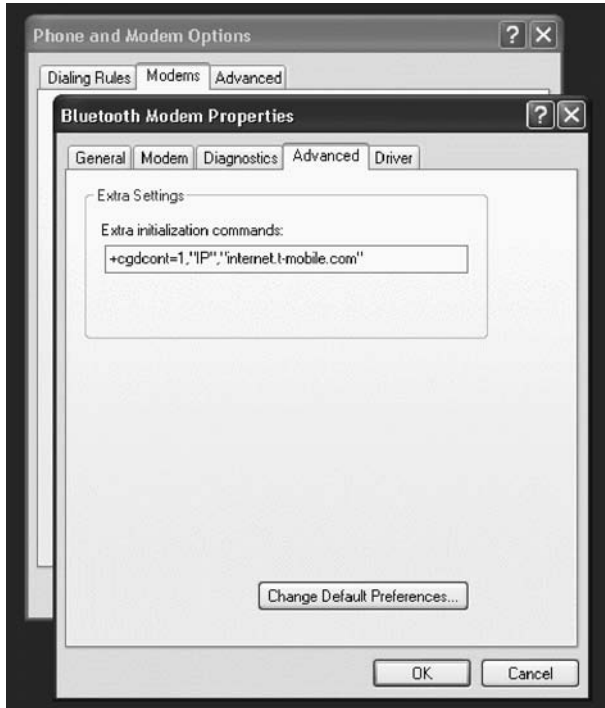 Phone and Modem Options
Dialing Rules Modems Advanced
Bluetooth Modem Properties
General Modem Diagnostics Advanced Driver
Extra Settings
Extra initialization commands:
+cgdcont=1,"IP","internet.t-mobile.com"
Change Default Preferences...
OK Cancel